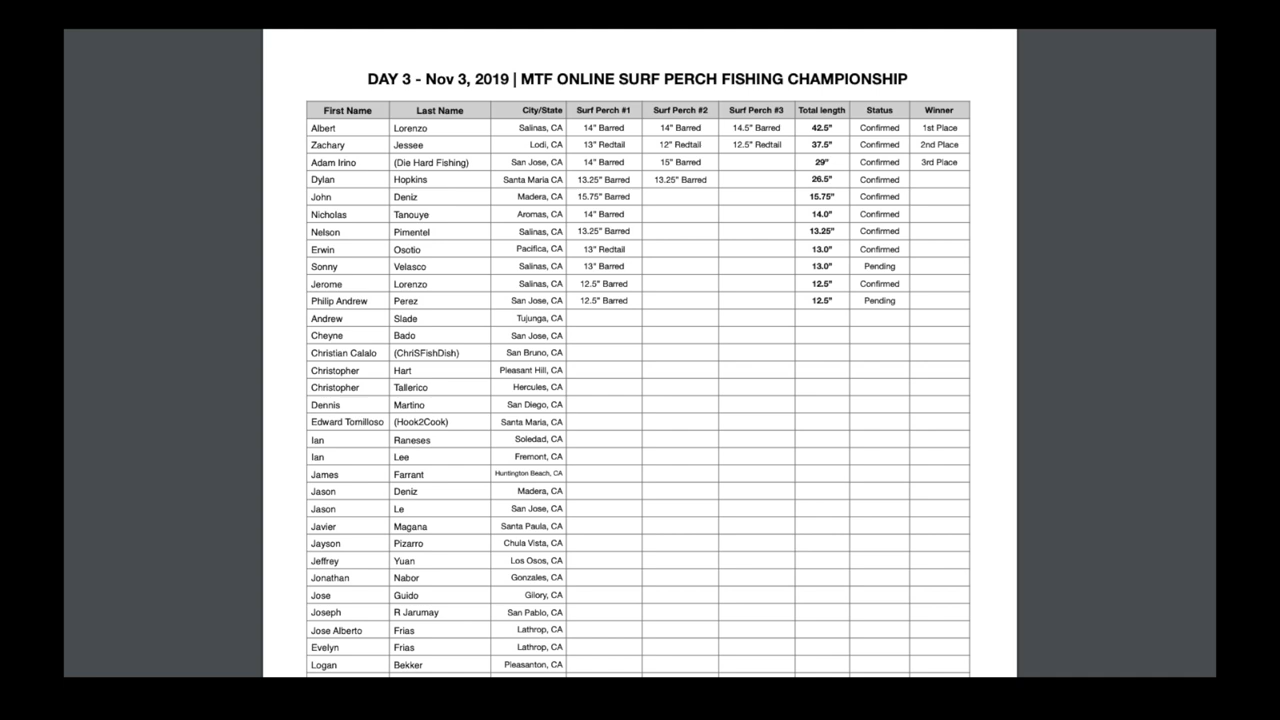 DAY 3 - Nov 3, 2019 | MTF ONLINE SURF PERCH FISHING CHAMPIONSHIP
First Name Last Name City/State Surf Perch #1 Surf Perch #2 Surf Perch #3 Total length Status Winner
Albert Lorenzo Salinas, CA 14" Barred 14" Barred 14.5" Barred 42.5" Confirmed 1st Place
Zachary Jessee Lodi, CA 13" Redtail 12" Redtail 12.5" Redtail 37.5" Confirmed 2nd Place
Adam Irino (Die Hard Fishing) San Jose, CA 14" Barred 15" Barred 29" Confirmed 3rd Place
Dylan Hopkins Santa Maria CA 13.25" Barred 13.25" Barred 26.5" Confirmed
John Deniz Madera, CA 15.75" Barred 15.75" Confirmed
Nicholas Tanouye Aromas, CA 14" Barred 14.0" Confirmed
Nelson Pimentel Salinas, CA 13.25" Barred 13.25" Confirmed
Erwin Osotio Pacifica, CA 13" Redtail 13.0" Confirmed
Sonny Velasco Salinas, CA 13" Barred 13.0" Pending
Jerome Lorenzo Salinas, CA 12.5" Barred 12.5" Confirmed
Philip Andrew Perez San Jose, CA 12.5" Barred 12.5" Pending
Andrew Slade Tujunga, CA
Cheyne Bado San Jose, CA
Christian Calalo (ChriSFishDish) San Bruno, CA
Christopher Hart Pleasant Hill, CA
Christopher Tallerico Hercules, CA
Dennis Martino San Diego, CA
Edward Tomilloso (Hook2Cook) Santa Maria, CA
Ian Raneses Soledad, CA
Ian Lee Fremont, CA
James Farrant Huntington Beach, CA
Jason Deniz Madera, CA
Jason Le San Jose, CA
Javier Magana Santa Paula, CA
Jayson Pizarro Chula Vista, CA
Jeffrey Yuan Los Osos, CA
Jonathan Nabor Gonzales, CA
Jose Guido Gilory, CA
Joseph R Jarumay San Pablo, CA
Jose Alberto Frias Lathrop, CA
Evelyn Frias Lathrop, CA
Logan Bekker Pleasanton, CA